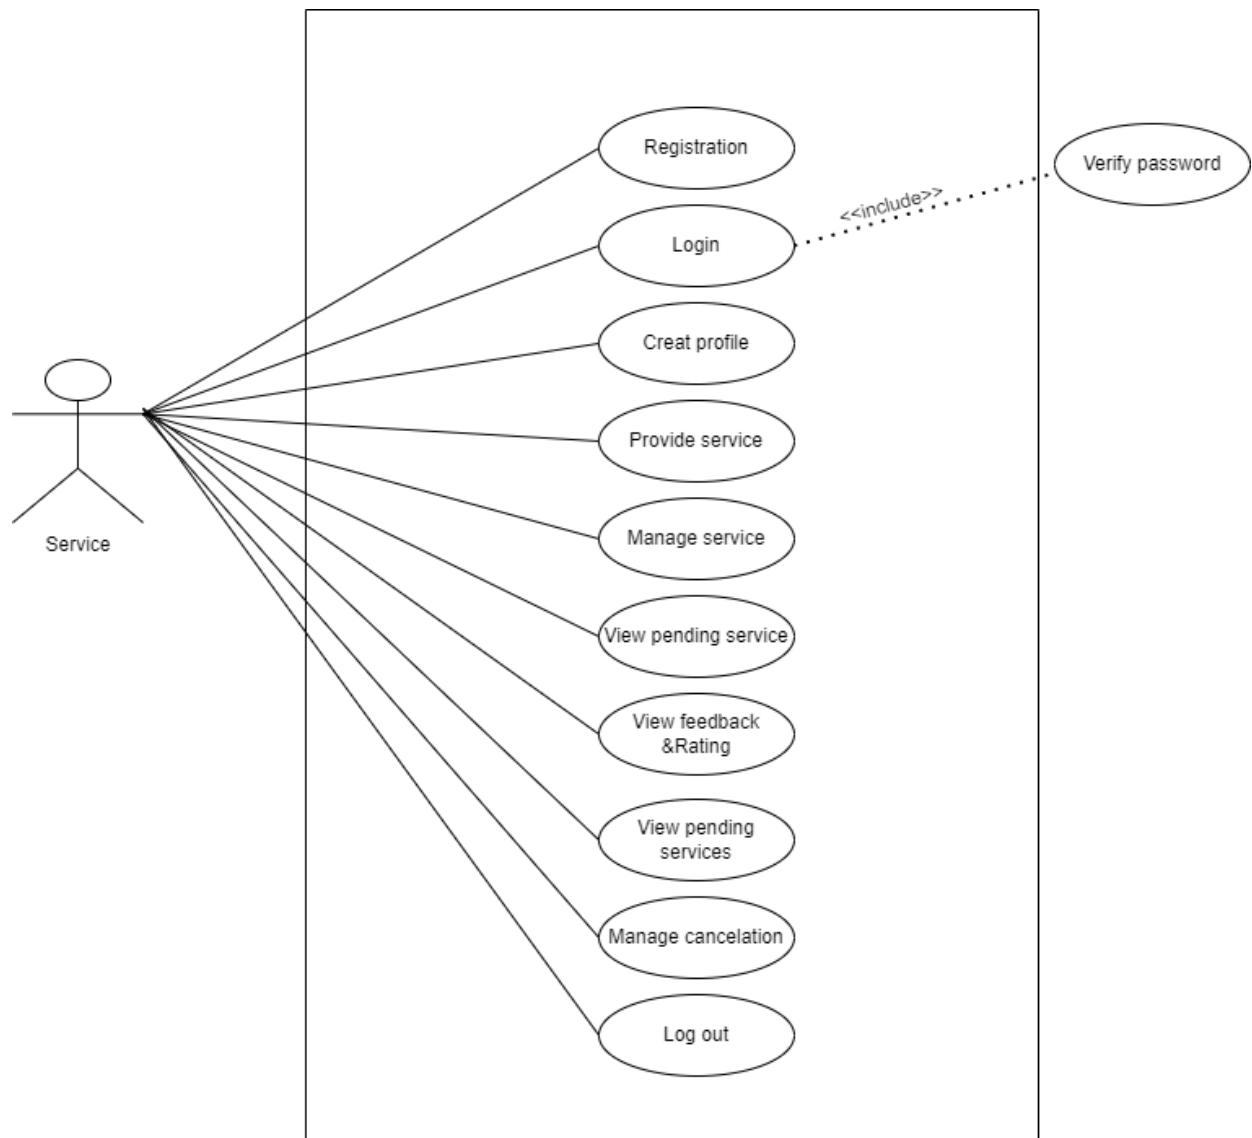 Registration
Verify password
<<include>>
Login
Creat profile
Provide service
Manage service
Service
View pending service
View feedback
&Rating
View pending
services
Manage cancelation
Log out